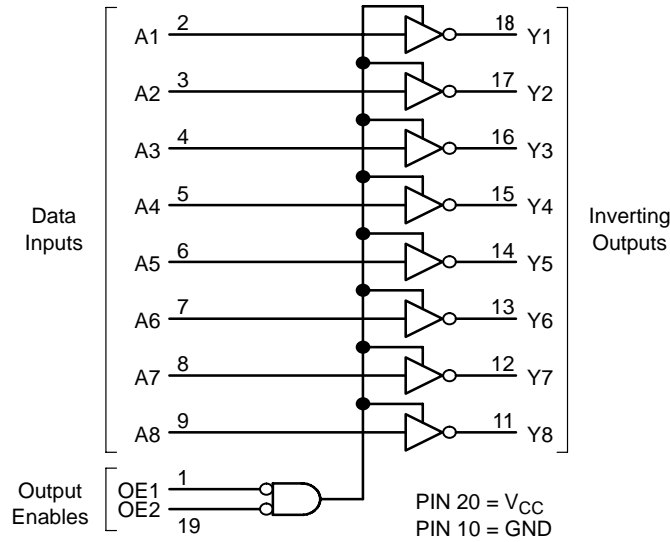 A1 2 18 Y1
A2 3 17 Y2
A3 4 16 Y3
A4 5 15 Y4
Data
Inputs
Inverting
Outputs
A5 6 14 Y5
A6 7 13 Y6
A7 8 12 Y7
A8 9 11 Y8
Output
Enables
OE1 1
OE2 19
PIN 20 = VCC
PIN 10 = GND